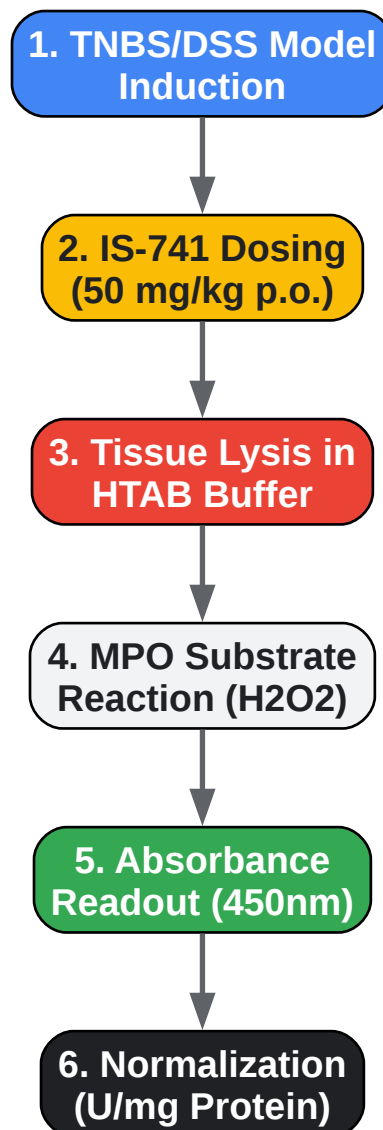 1. TNBS/DSS Model
Induction
2. IS-741 Dosing
(50 mg/kg p.o.)
3. Tissue Lysis in
HTAB Buffer
4. MPO Substrate
Reaction (H2O2)
5. Absorbance
Readout (450nm)
6. Normalization
(U/mg Protein)